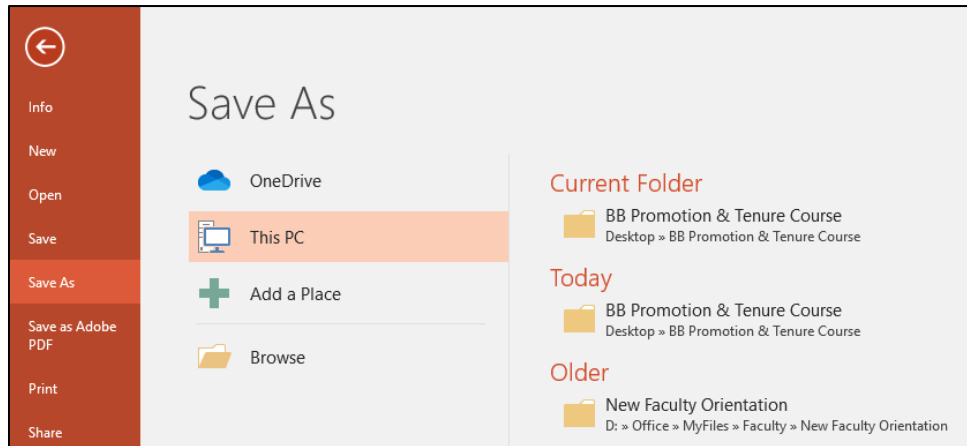 Info
New
Open
Save
Save As
Save as Adobe
PDF
Print
Share
Save As
OneDrive
This PC
Add a Place
Browse
Current Folder
BB Promotion & Tenure Course
Desktop » BB Promotion & Tenure Course
Today
BB Promotion & Tenure Course
Desktop » BB Promotion & Tenure Course
Older
New Faculty Orientation
D: » Office » MyFiles » Faculty » New Faculty Orientation